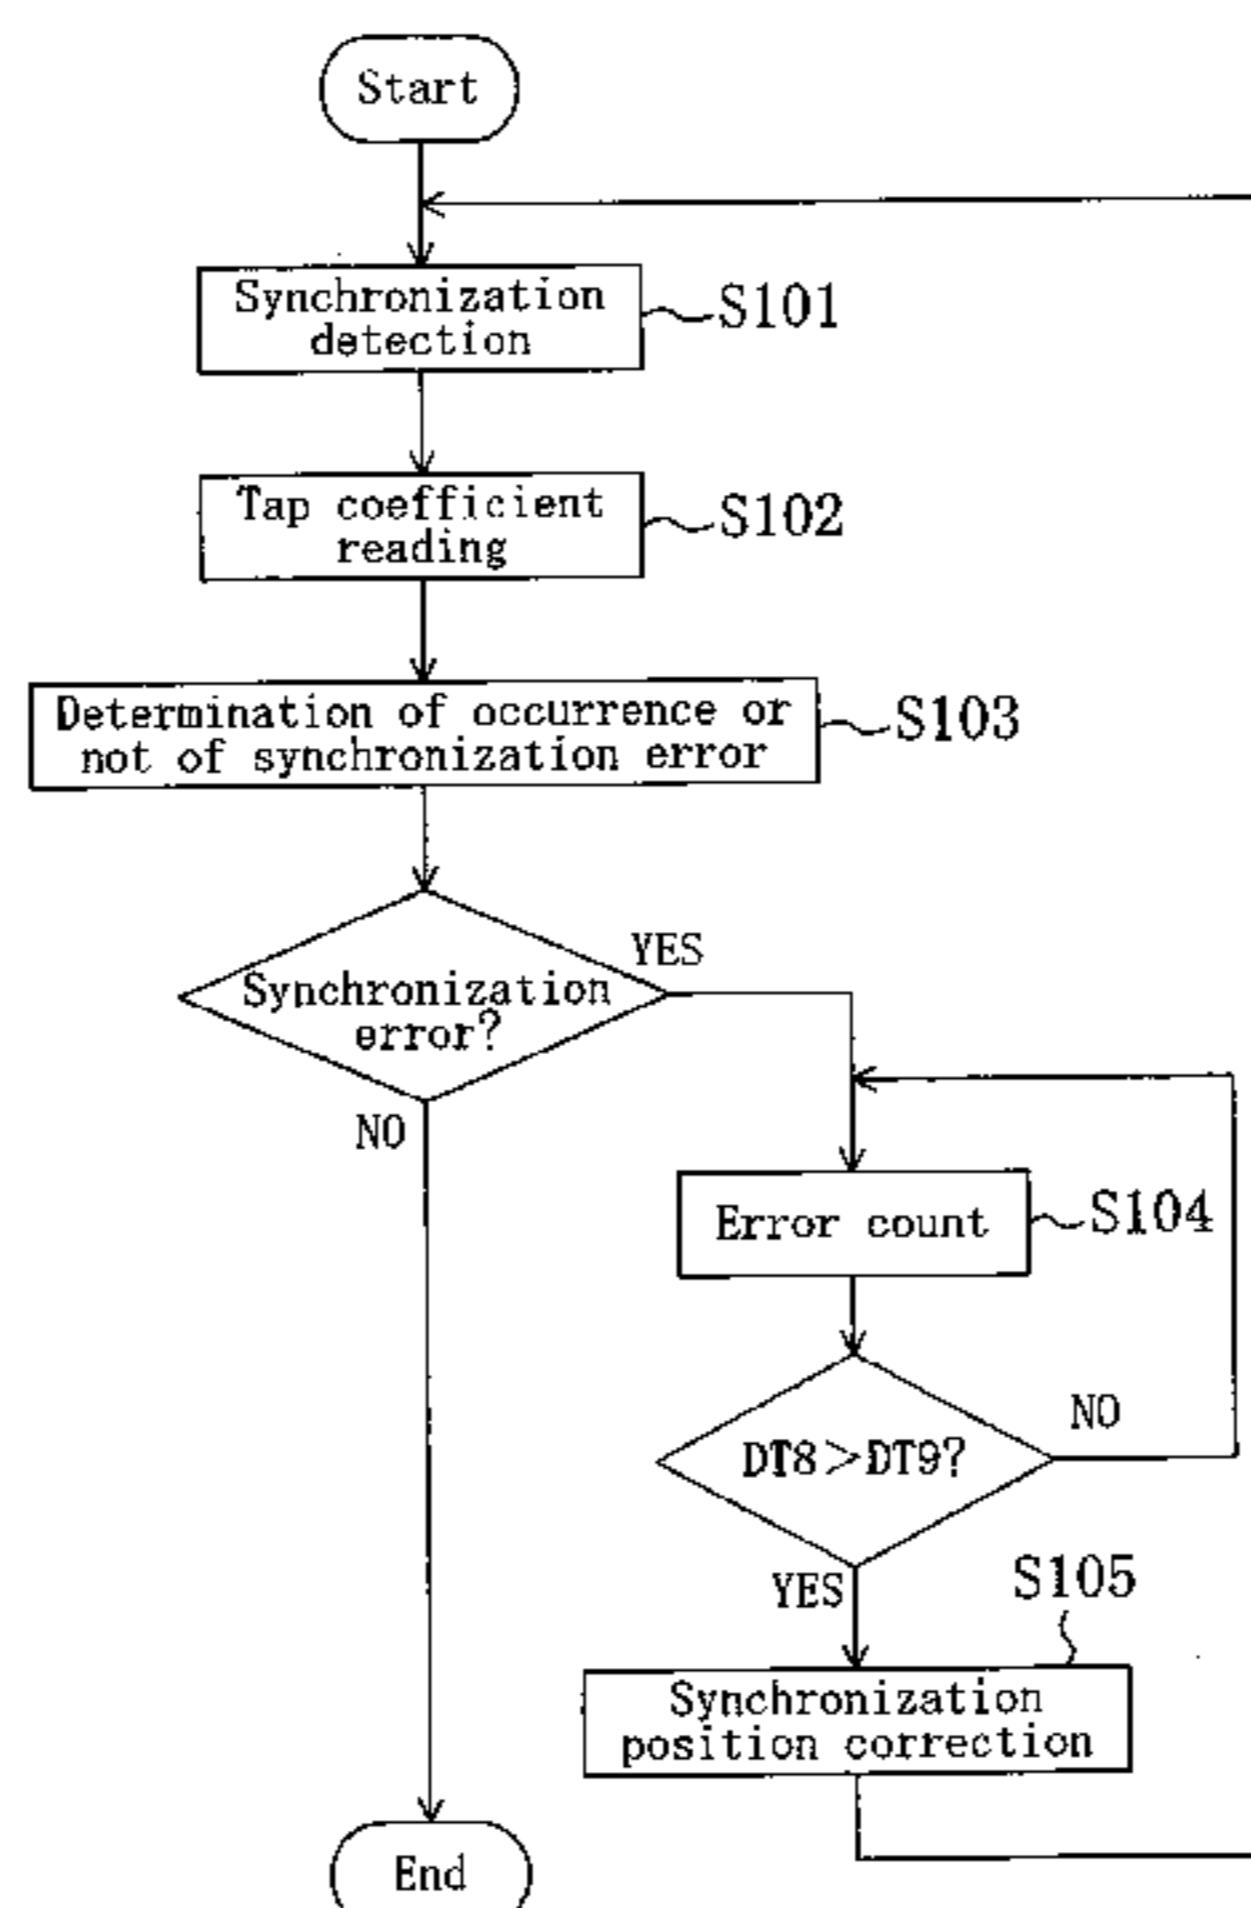 Start
Synchronization
detection
S101
Tap coefficient
reading
S102
Determination of occurrence or
not of synchronization error
S103
Synchronization
error?
YES
NO
Error count
S104
DT8>DT9?
NO
YES
S105
Synchronization
position correction
End